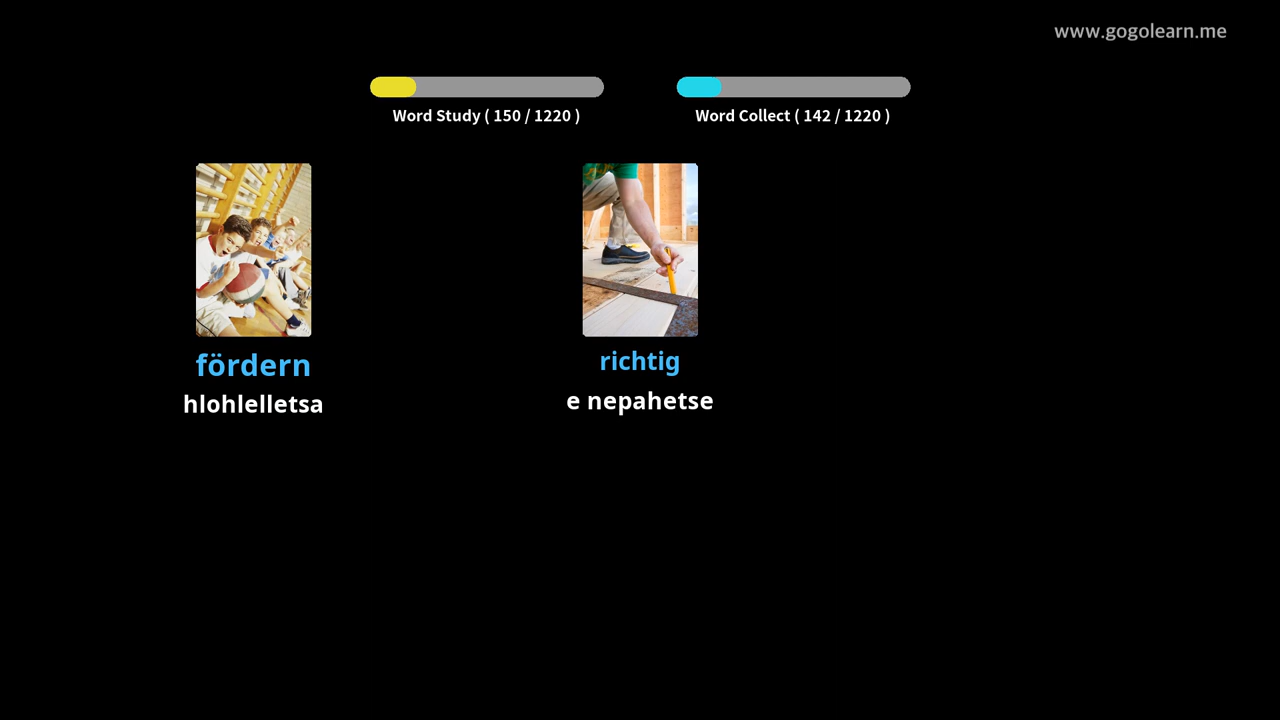 www.gogolearn.me
Word Study ( 150 / 1220 )
Word Collect ( 142 / 1220 )
fördern
hlohlelletsa
richtig
e nepahetse